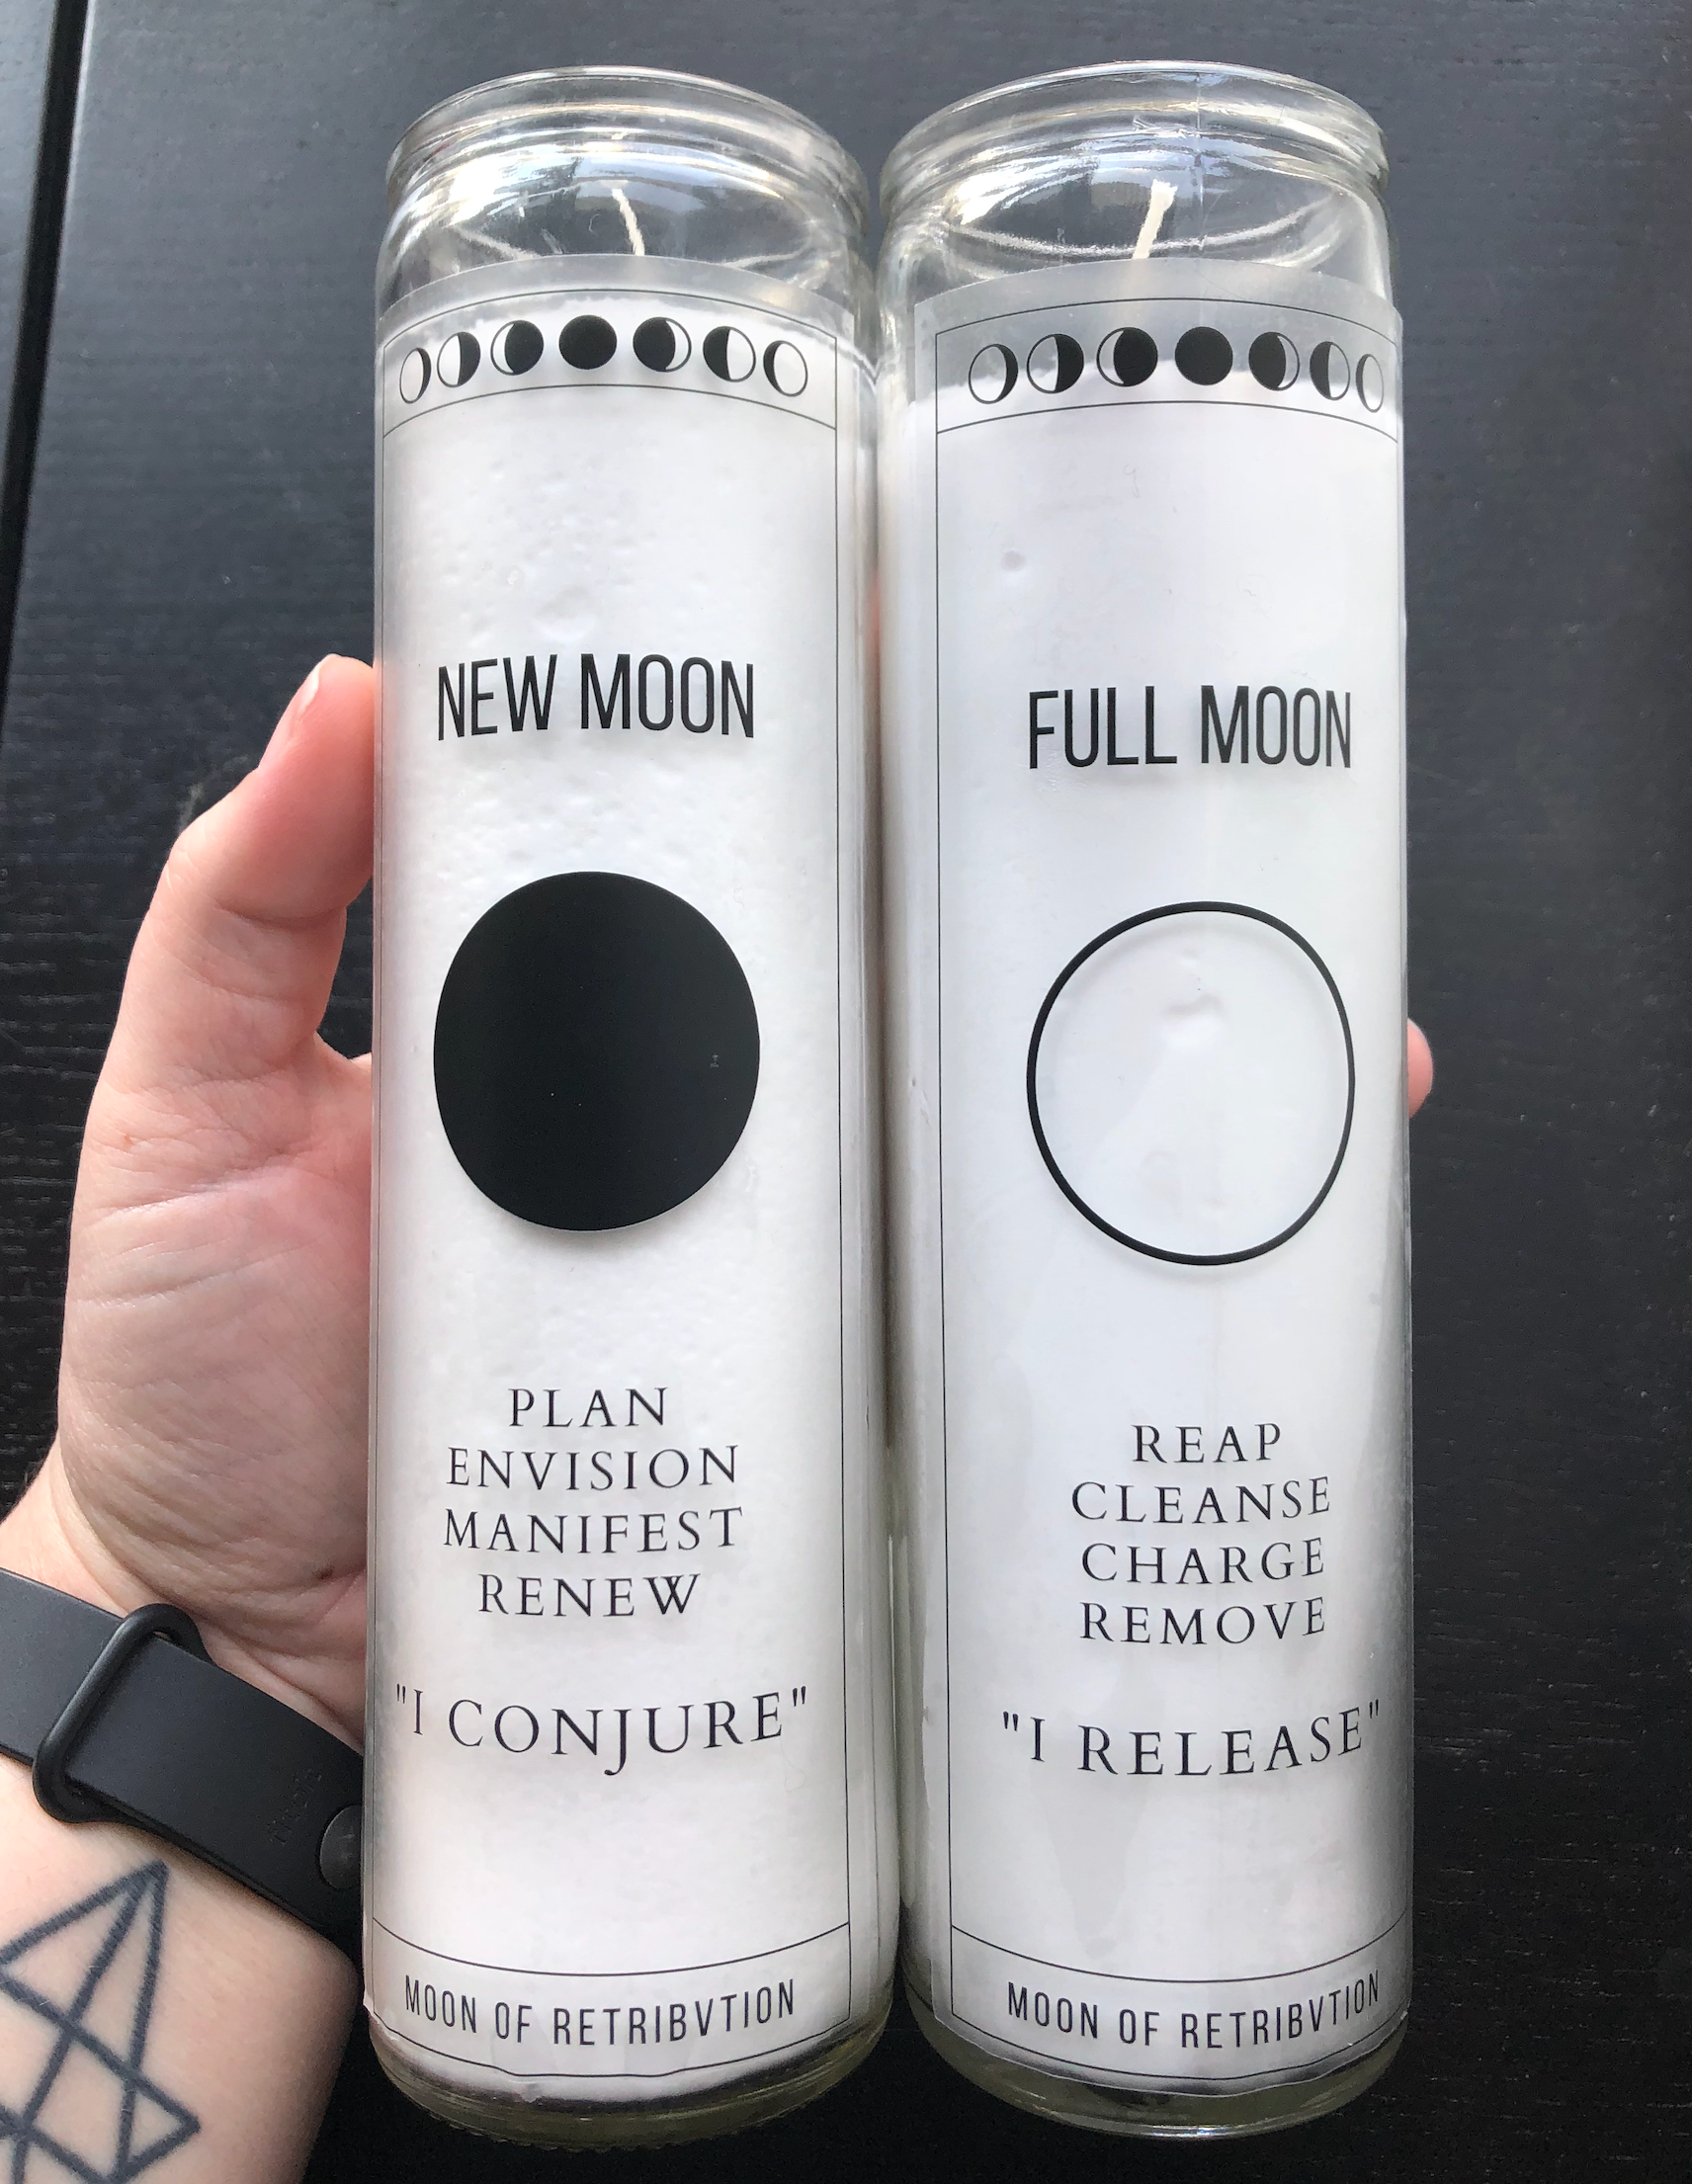 NEW MOON
PLAN
ENVISION
MANIFEST
RENEW
"I CONJURE"
MOON OF RETRIBVTION
FULL MOON
REAP
CLEANSE
CHARGE
REMOVE
"I RELEASE"
MOON OF RETRIBVTION